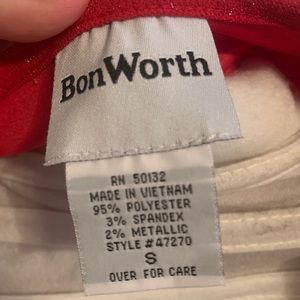 BonWorth
RN 50132
MADE IN VIETNAM
95% POLYESTER
3% SPANDEX
2% METALLIC
STYLE #47270
S
OVER FOR CARE